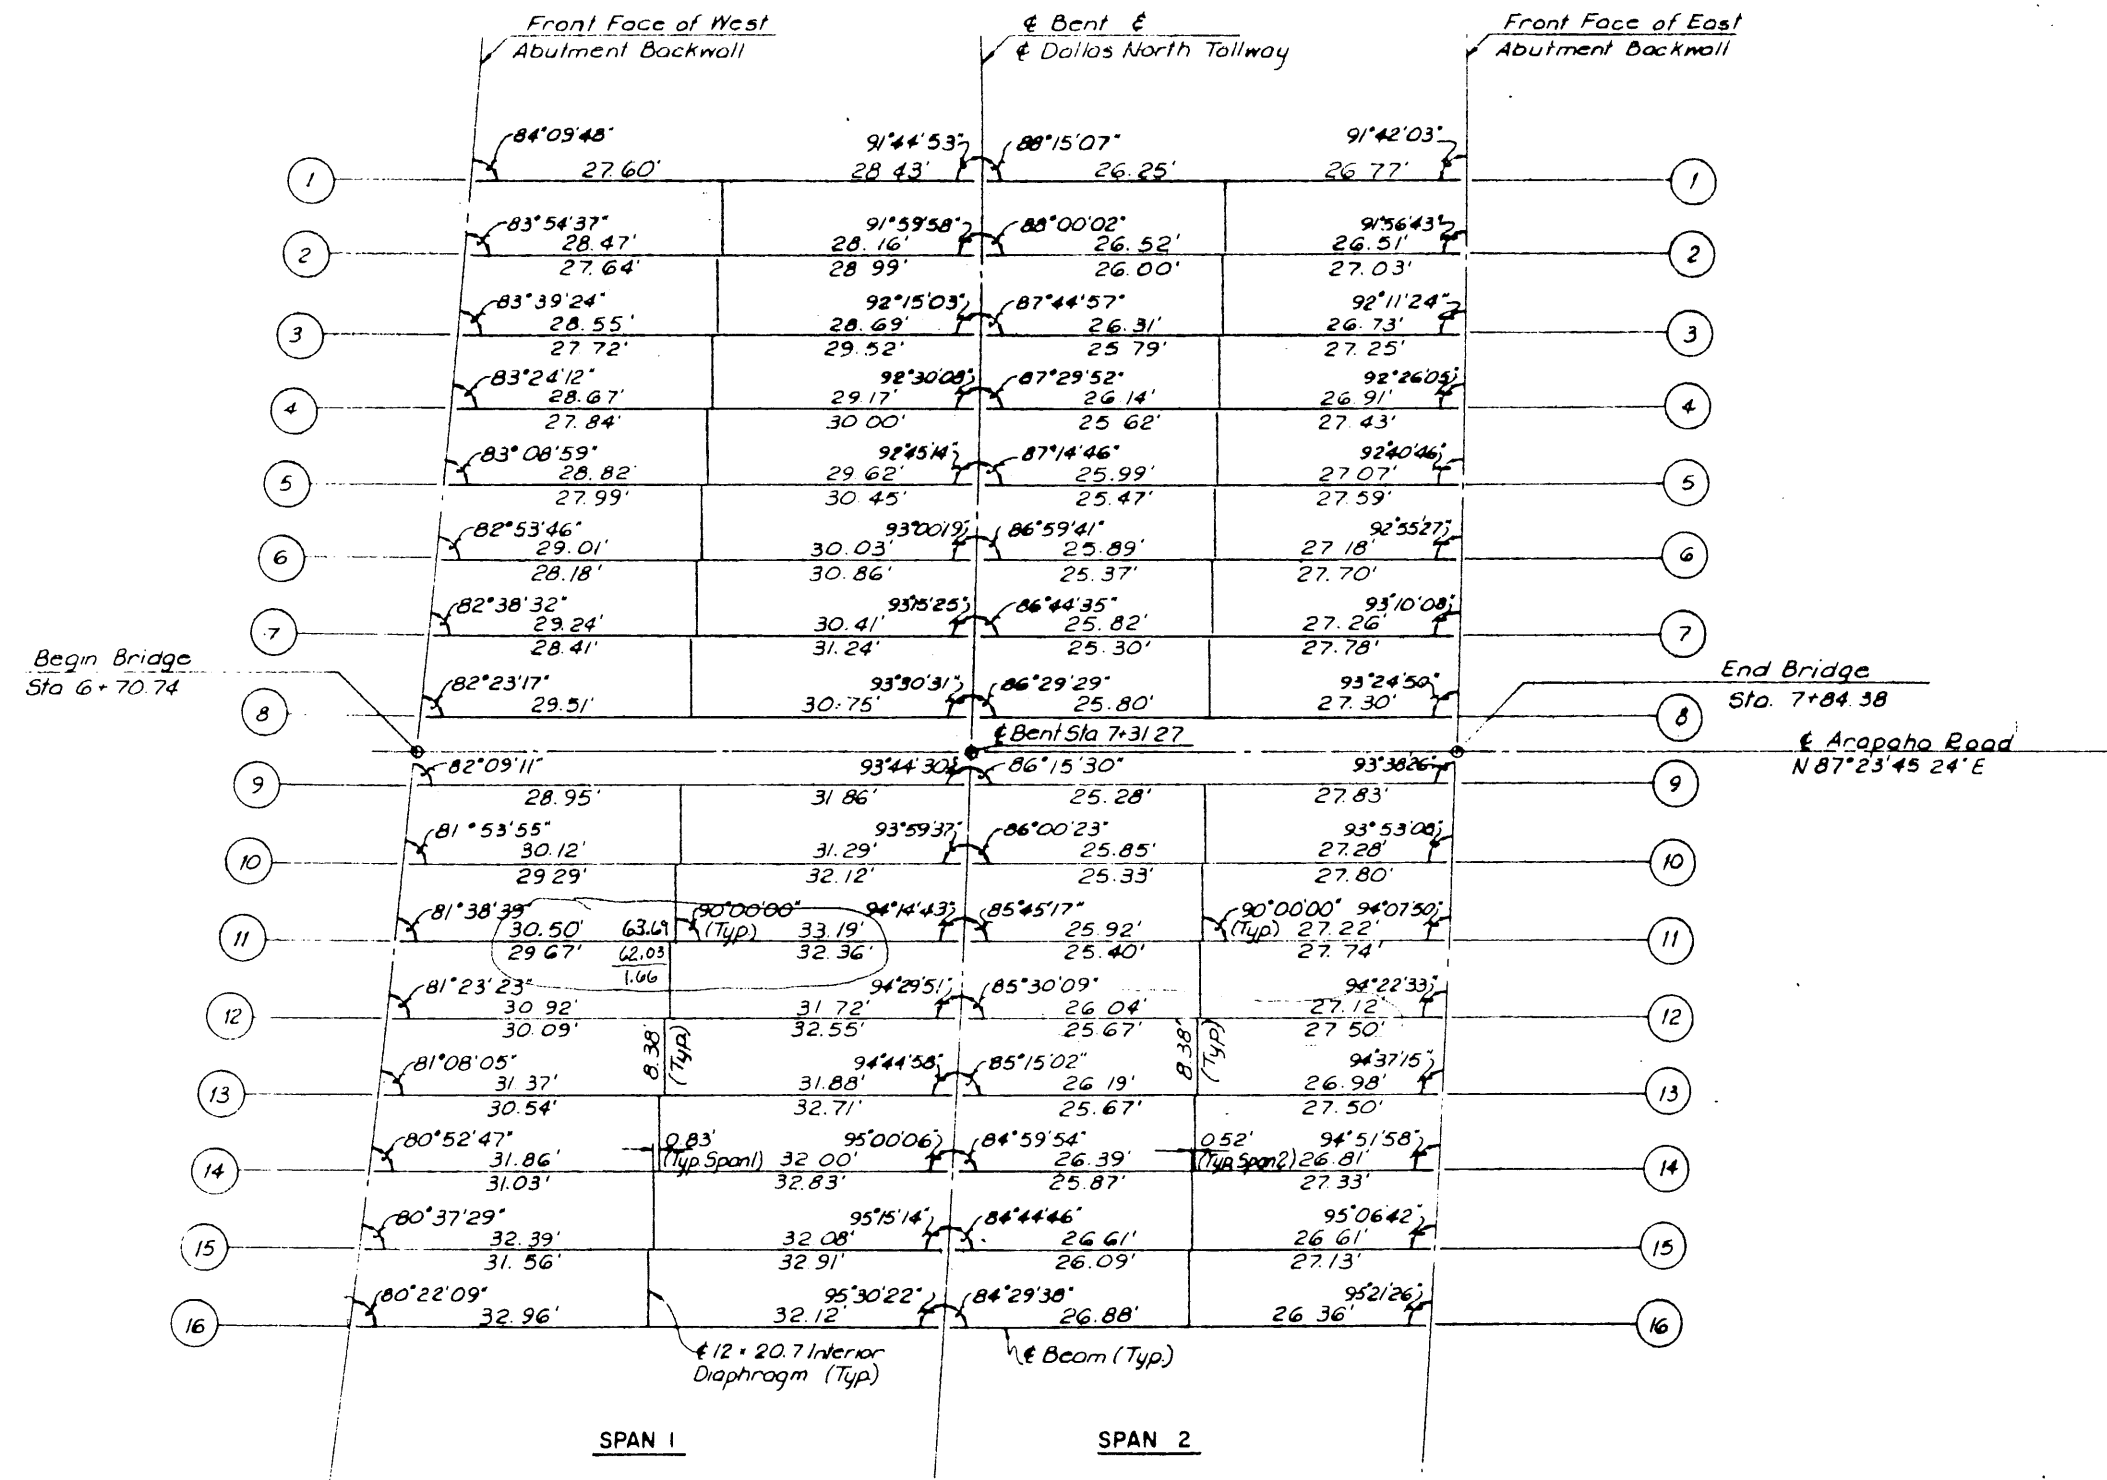 Front Face of West
Abutment Backwall
℄ Bent &
℄ Dallas North Tollway
Front Face of East
Abutment Backwall
84°09'48" 91°44'53" 88°15'07" 91°42'03"
1 27.60' 28.43' 26.25' 26.77' 1
83°54'37" 91°59'58" 88°00'02" 91°56'43"
28.47' 28.16' 26.52' 26.51'
2 27.64' 28.99' 26.00' 27.03' 2
83°39'24" 92°15'03" 87°44'57" 92°11'24"
28.55' 28.69' 26.31' 26.73'
3 27.72' 29.52' 25.79' 27.25' 3
83°24'12" 92°30'08" 87°29'52" 92°26'05"
28.67' 29.17' 26.14' 26.91'
4 27.84' 30.00' 25.62' 27.43' 4
83°08'59" 92°45'14" 87°14'46" 92°40'46"
28.82' 29.62' 25.99' 27.07'
5 27.99' 30.45' 25.47' 27.59' 5
82°53'46" 93°00'19" 86°59'41" 92°55'27"
29.01' 30.03' 25.89' 27.18'
6 28.18' 30.86' 25.37' 27.70' 6
82°38'32" 93°15'25" 86°44'35" 93°10'08"
29.24' 30.41' 25.82' 27.26'
7 28.41' 31.24' 25.30' 27.78' 7
Begin Bridge
Sta 6+70.74
End Bridge
Sta. 7+84.38
82°23'17" 93°30'31" 86°29'29" 93°24'50"
8 29.51' 30.75' 25.80' 27.30' 8
℄ Bent Sta 7+31.27
℄ Arapaho Road
N 87°23'45.24" E
82°09'11" 93°44'30" 86°15'30" 93°38'26"
9 28.95' 31.86' 25.28' 27.83' 9
81°53'55" 93°59'37" 86°00'23" 93°53'08"
30.12' 31.29' 25.85' 27.28'
10 29.29' 32.12' 25.33' 27.80' 10
81°38'39" 90°00'00" 94°14'43" 85°45'17" 90°00'00" 94°07'50"
30.50' 63.69 (Typ.) 33.19' 25.92' (Typ.) 27.22'
11 29.67' 62.03 32.36' 25.40' 27.74' 11
1.66
81°23'23" 94°29'51" 85°30'09" 94°22'33"
30.92' 31.72' 26.04' 27.12'
12 30.09' 32.55' 25.67' 27.50' 12
8.38' (Typ.) 8.38' (Typ)
81°08'05" 94°44'58" 85°15'02" 94°37'15"
31.37' 31.88' 26.19' 26.98'
13 30.54' 32.71' 25.67' 27.50' 13
80°52'47" 0.83' 95°00'06" 84°59'54" 0.52' 94°51'58"
31.86' (Typ. Span 1) 32.00' 26.39' (Typ. Span 2) 26.81'
14 31.03' 32.83' 25.87' 27.33' 14
80°37'29" 95°15'14" 84°44'46" 95°06'42"
32.39' 32.08' 26.61' 26.61'
15 31.56' 32.91' 26.09' 27.13' 15
80°22'09" 95°30'22" 84°29'38" 95°21'26"
16 32.96' 32.12' 26.88' 26.36' 16
℄ 12 × 20.7 Interior
Diaphragm (Typ.)
℄ Beam (Typ.)
SPAN 1
SPAN 2